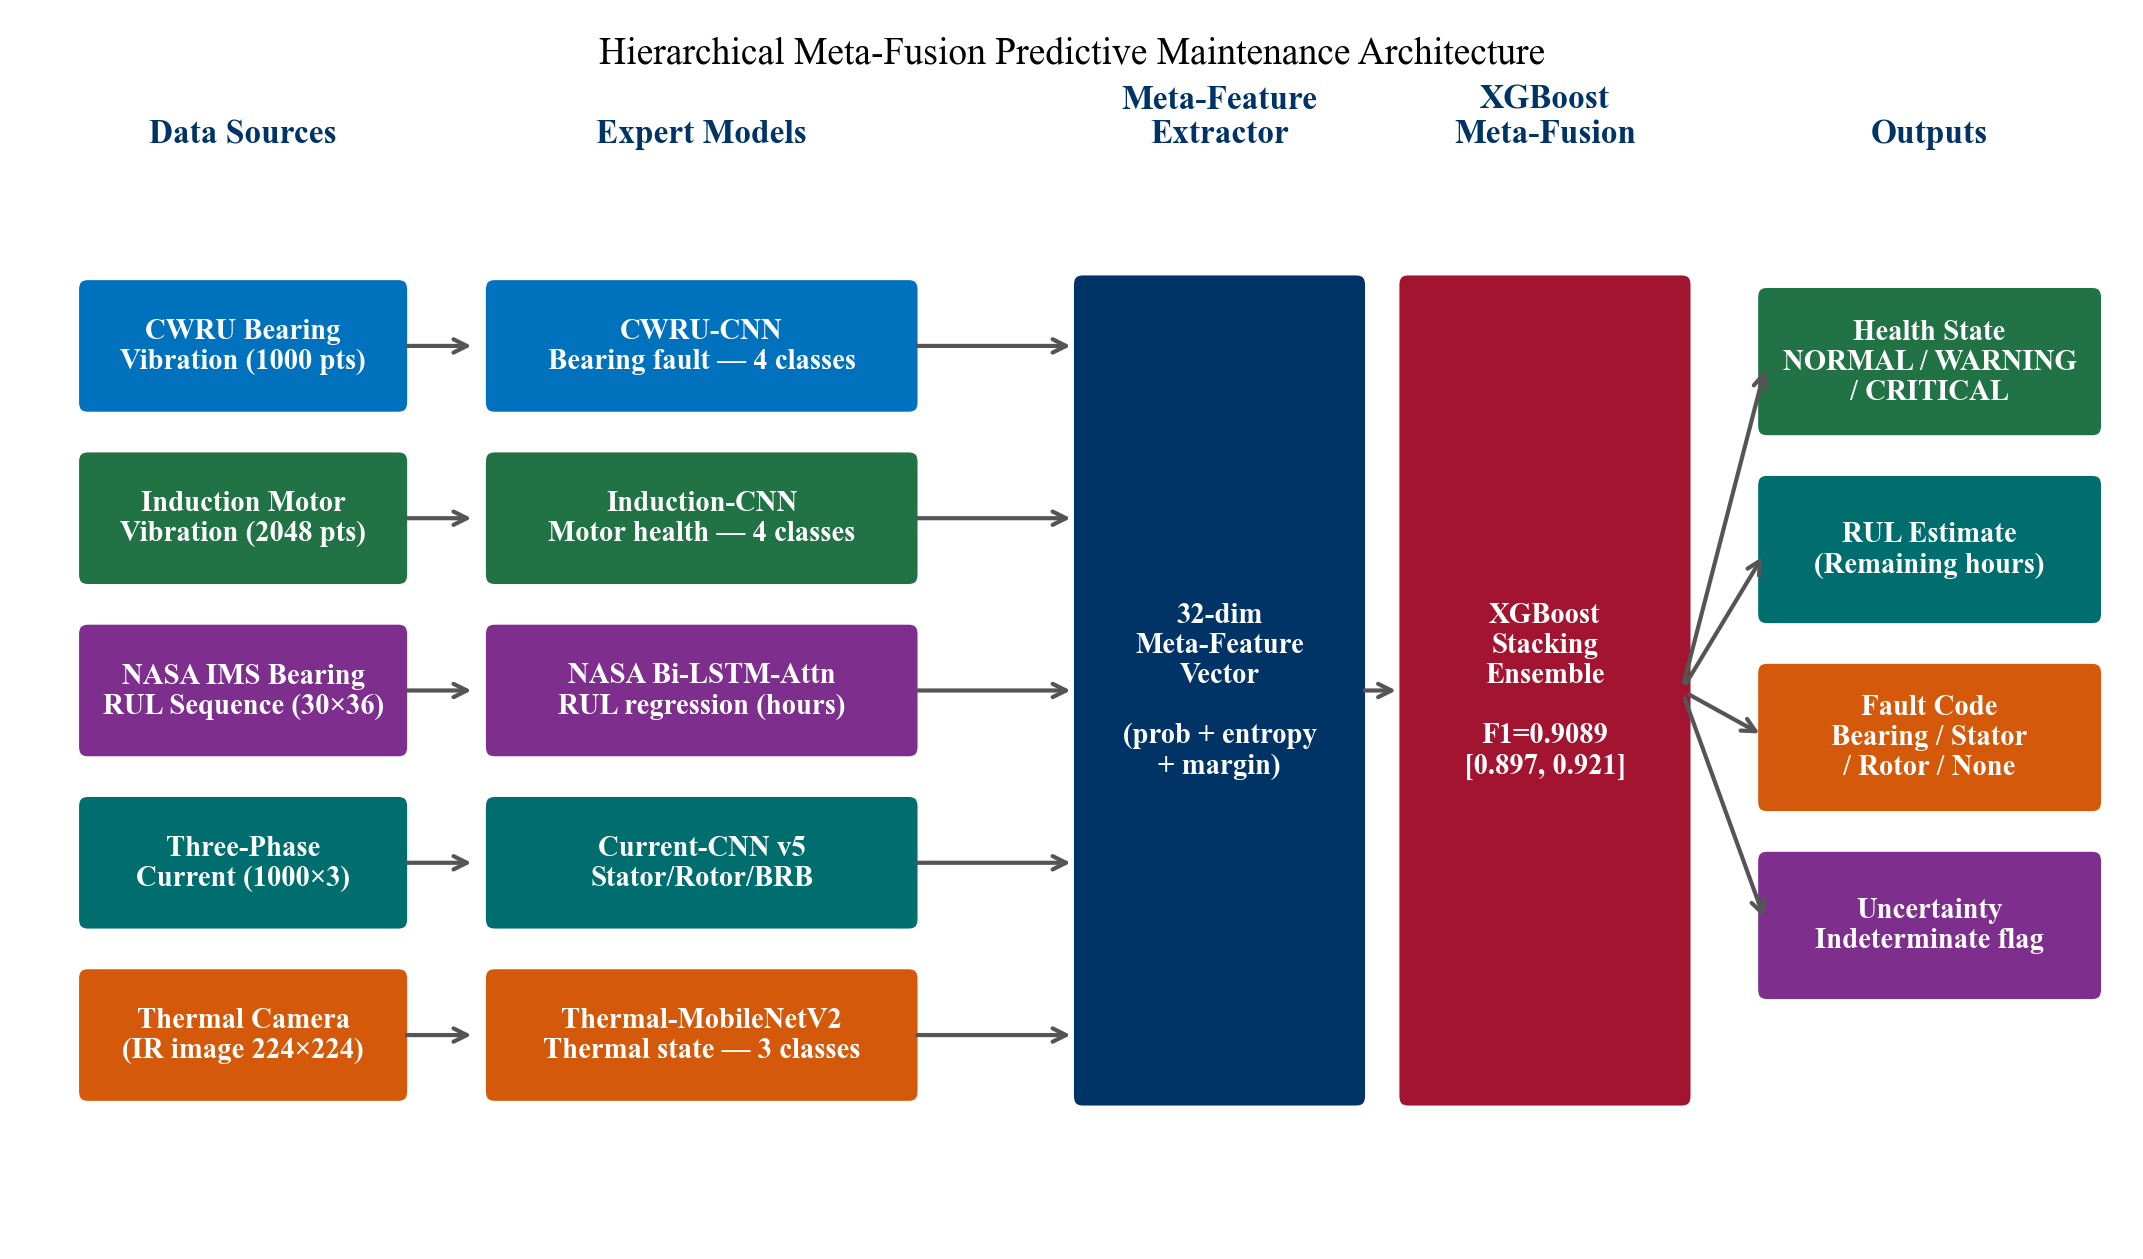 Hierarchical Meta-Fusion Predictive Maintenance Architecture
Data Sources
Expert Models
Meta-Feature
Extractor
XGBoost
Meta-Fusion
Outputs
CWRU Bearing
Vibration (1000 pts)
Induction Motor
Vibration (2048 pts)
NASA IMS Bearing
RUL Sequence (30×36)
Three-Phase
Current (1000×3)
Thermal Camera
(IR image 224×224)
CWRU-CNN
Bearing fault — 4 classes
Induction-CNN
Motor health — 4 classes
NASA Bi-LSTM-Attn
RUL regression (hours)
Current-CNN v5
Stator/Rotor/BRB
Thermal-MobileNetV2
Thermal state — 3 classes
32-dim
Meta-Feature
Vector
(prob + entropy
+ margin)
XGBoost
Stacking
Ensemble
F1=0.9089
[0.897, 0.921]
Health State
NORMAL / WARNING
/ CRITICAL
RUL Estimate
(Remaining hours)
Fault Code
Bearing / Stator
/ Rotor / None
Uncertainty
Indeterminate flag